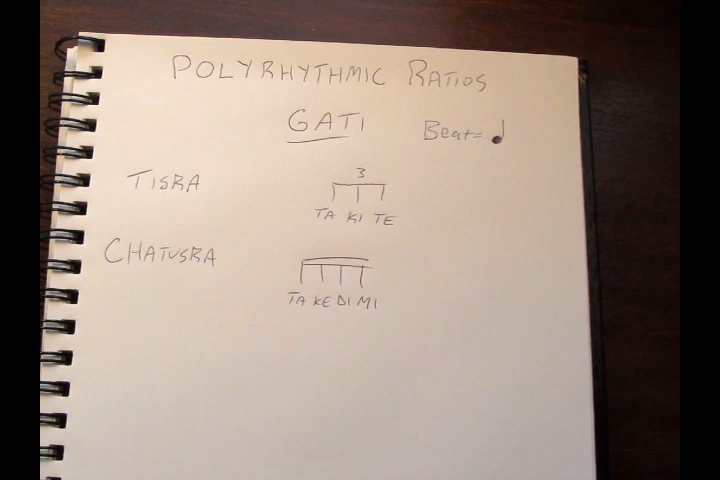 POLYRHYTHMIC RATIOS
GATI Beat= ♩
TISRA 3
TA KI TE
CHATUSRA
TA KE DI MI